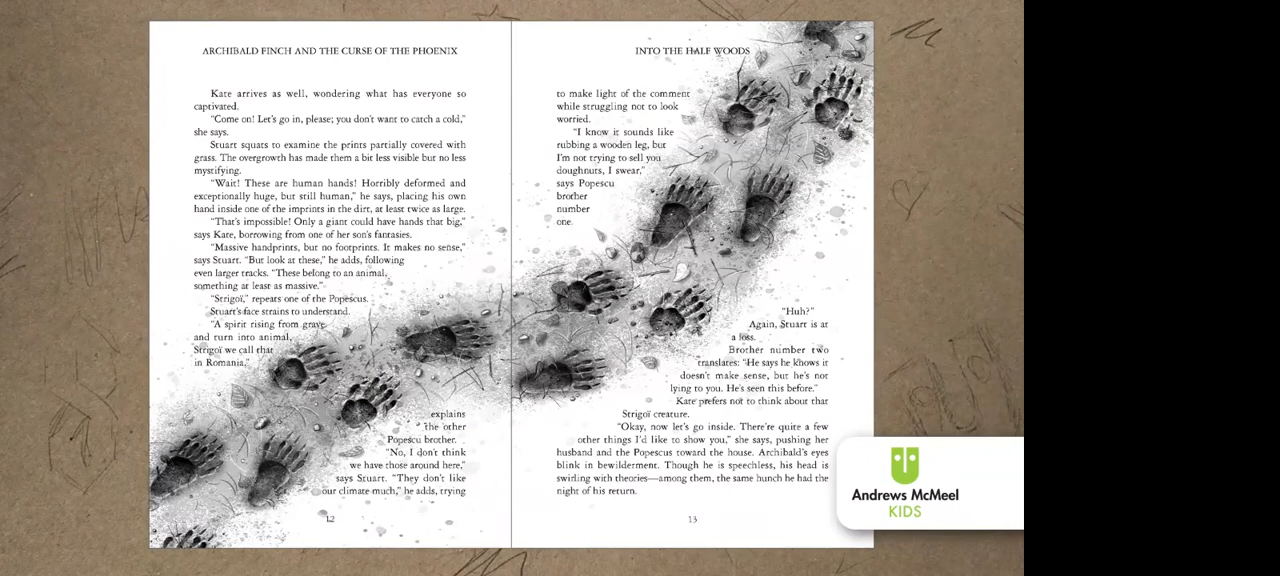 ARCHIBALD FINCH AND THE CURSE OF THE PHOENIX
Kate arrives as well, wondering what has everyone so
captivated.
“Come on! Let’s go in, please; you don’t want to catch a cold,”
she says.
Stuart squats to examine the prints partially covered with
grass. The overgrowth has made them a bit less visible but no less
mystifying.
“Wait! These are human hands! Horribly deformed and
exceptionally huge, but still human,” he says, placing his own
hand inside one of the imprints in the dirt, at least twice as large.
“That’s impossible! Only a giant could have hands that big,”
says Kate, borrowing from one of her son’s fantasies.
“Massive handprints, but no footprints. It makes no sense,”
says Stuart. “But look at these,” he adds, following
even larger tracks. “These belong to an animal,
something at least as massive.”
“Strigoï,” repeats one of the Popescus.
Stuart’s face strains to understand.
“A spirit rising from grave
and turn into animal,
Strigoï we call that
in Romania,”
explains
the other
Popescu brother.
“No, I don’t think
we have those around here,”
says Stuart. “They don’t like
our climate much,” he adds, trying
12
INTO THE HALF WOODS
to make light of the comment
while struggling not to look
worried.
“I know it sounds like
rubbing a wooden leg, but
I’m not trying to sell you
doughnuts, I swear,”
says Popescu
brother
number
one.
“Huh?”
Again, Stuart is at
a loss.
Brother number two
translates: “He says he knows it
doesn’t make sense, but he’s not
lying to you. He’s seen this before.”
Kate prefers not to think about that
Strigoï creature.
“Okay, now let’s go inside. There’re quite a few
other things I’d like to show you,” she says, pushing her
husband and the Popescus toward the house. Archibald’s eyes
blink in bewilderment. Though he is speechless, his head is
swirling with theories—among them, the same hunch he had the
night of his return.
13
Andrews McMeel
KIDS